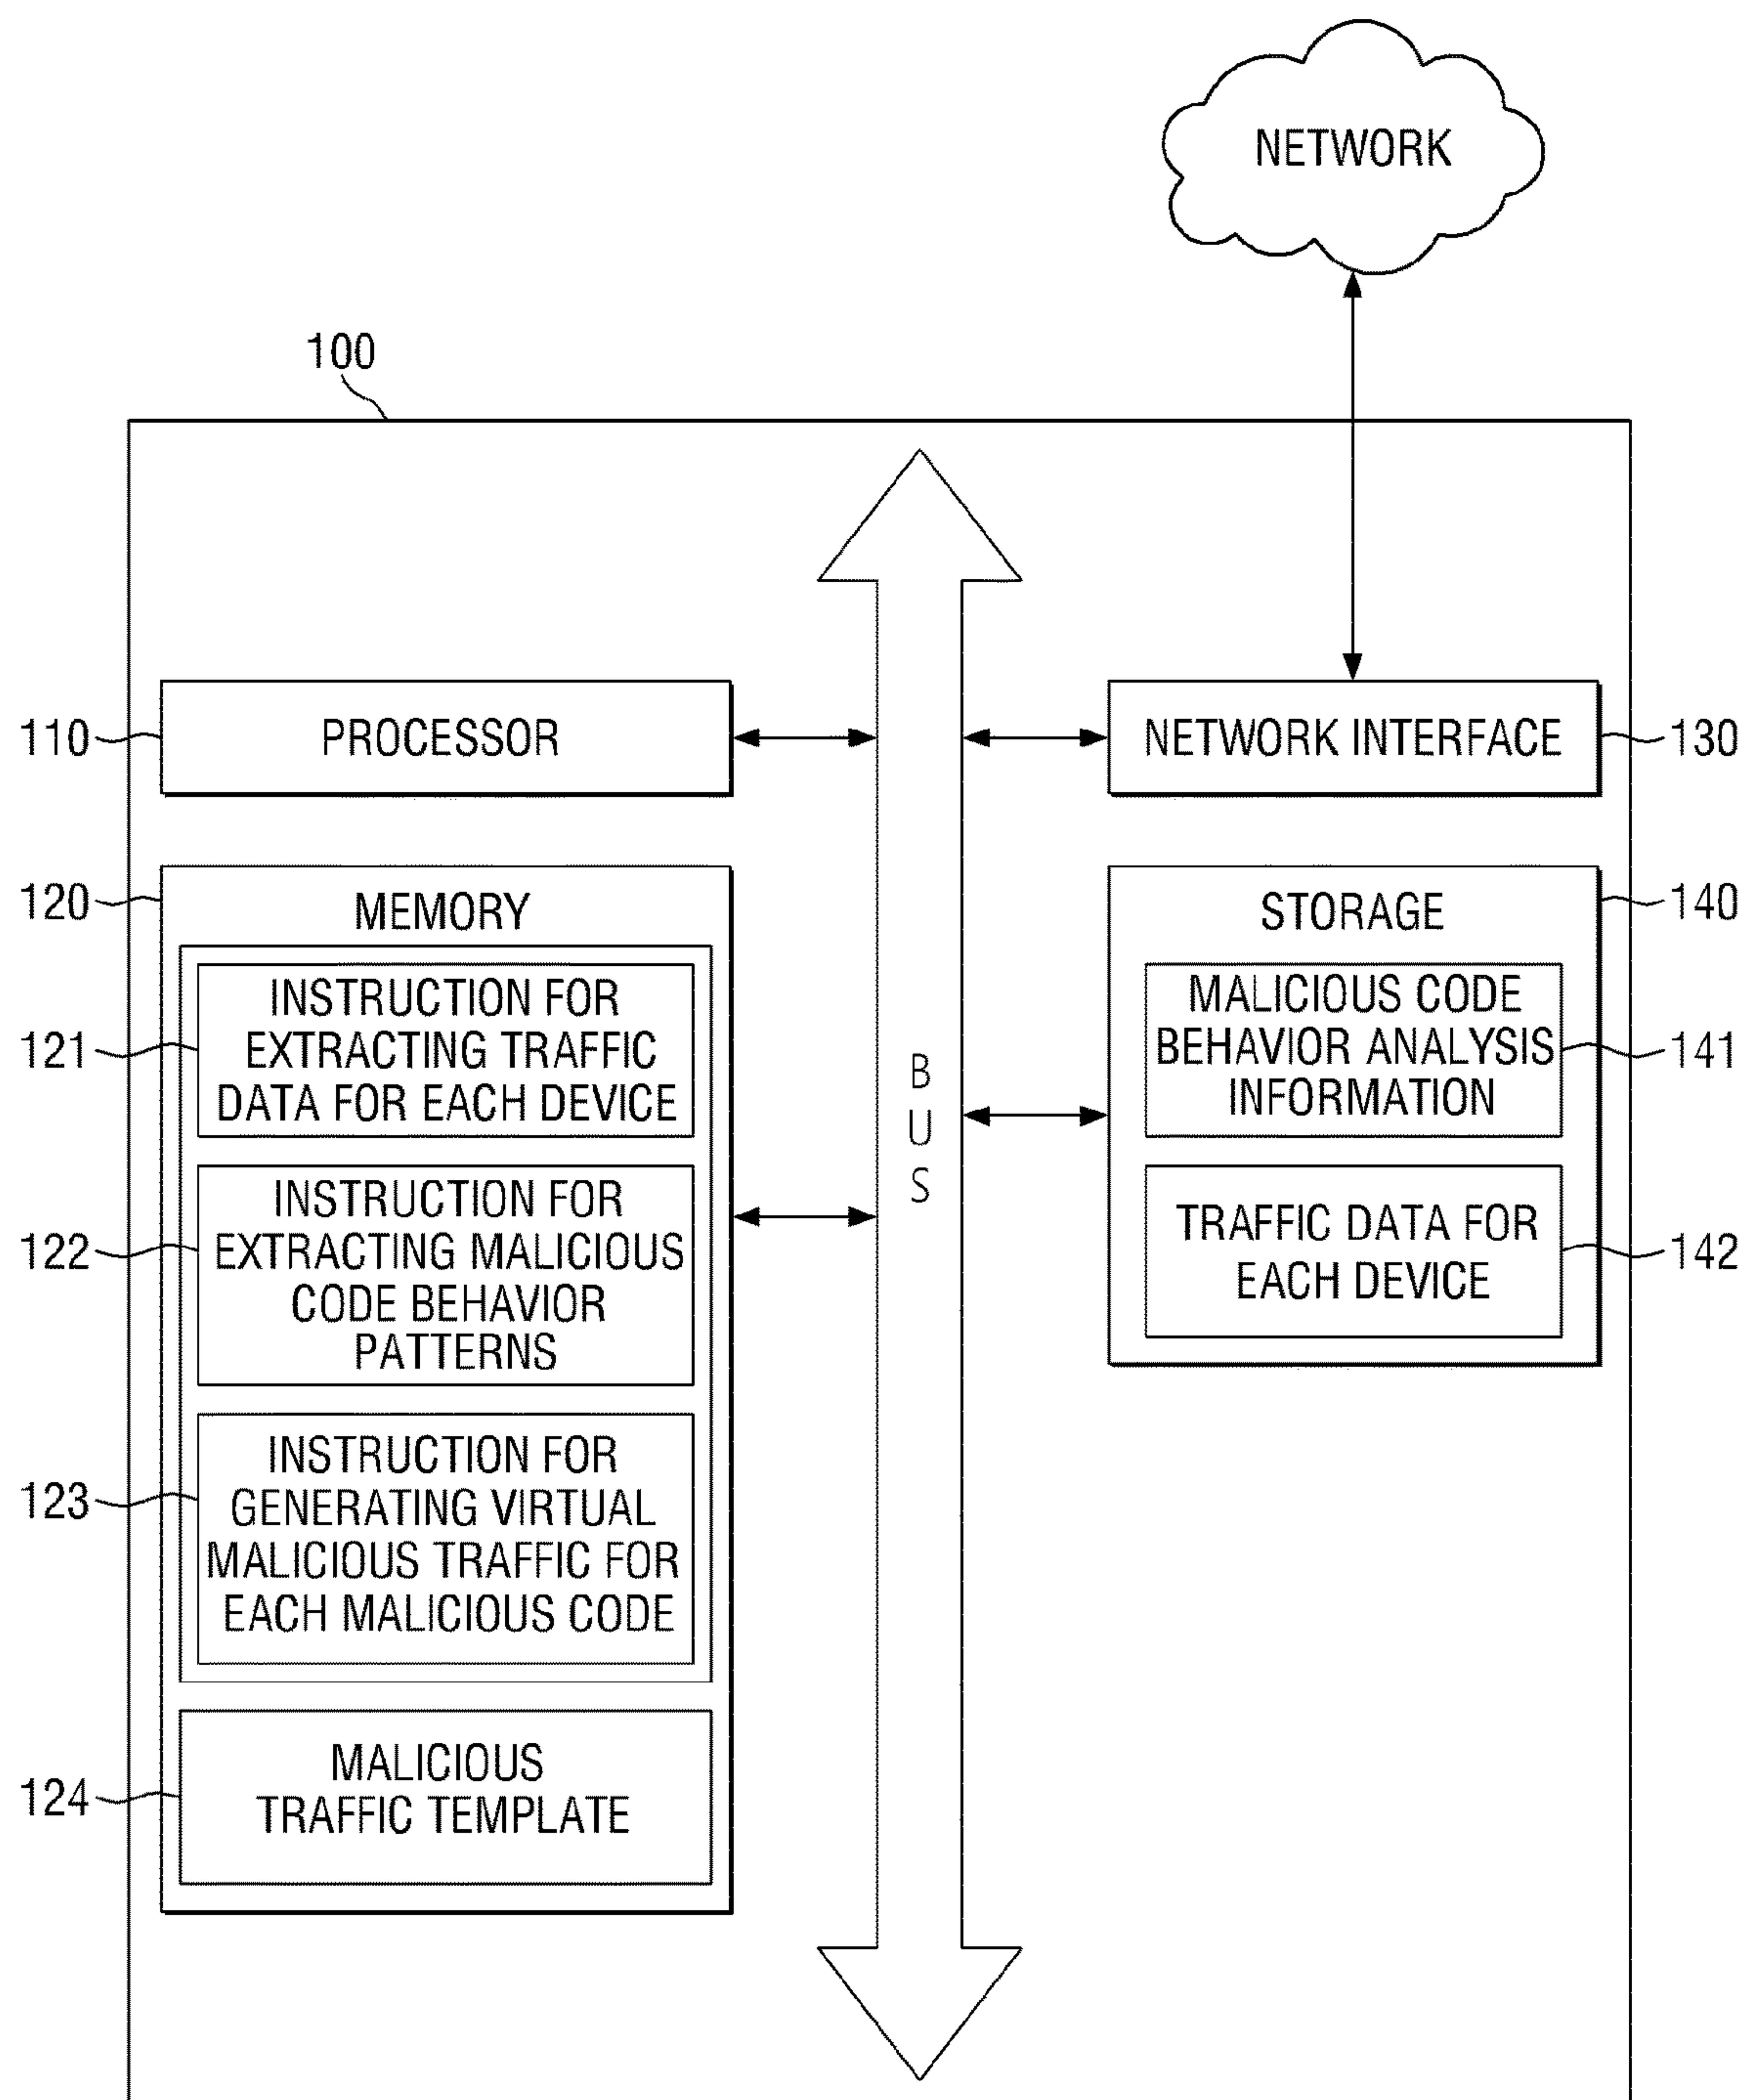 NETWORK
100
110
PROCESSOR
NETWORK INTERFACE
130
120
MEMORY
121
INSTRUCTION FOR
EXTRACTING TRAFFIC
DATA FOR EACH DEVICE
122
INSTRUCTION FOR
EXTRACTING MALICIOUS
CODE BEHAVIOR
PATTERNS
123
INSTRUCTION FOR
GENERATING VIRTUAL
MALICIOUS TRAFFIC FOR
EACH MALICIOUS CODE
124
MALICIOUS
TRAFFIC TEMPLATE
B
U
S
STORAGE
140
MALICIOUS CODE
BEHAVIOR ANALYSIS
INFORMATION
141
TRAFFIC DATA FOR
EACH DEVICE
142